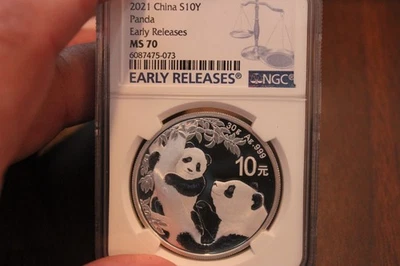 2021 China S10Y
Panda
Early Releases
MS 70
6087475-073
EARLY RELEASES®
NGC®
30g Ag .999
10元